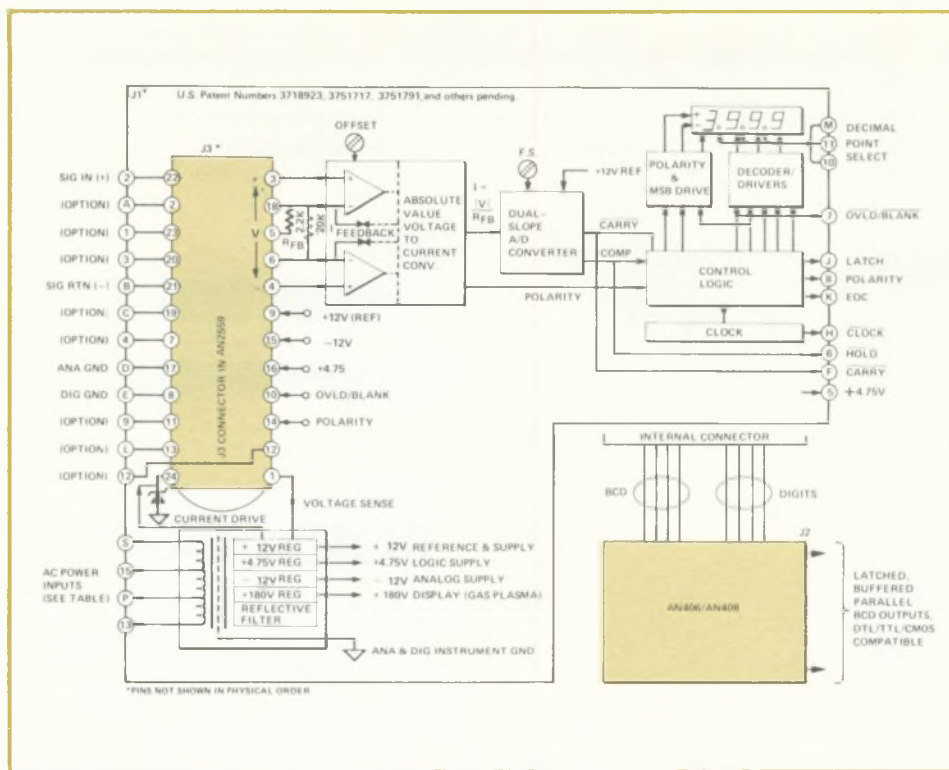 J1*
U.S. Patent Numbers 3718923, 3751717, 3751791, and others pending.
OFFSET
J3 *
F.S.
+12V REF
+
−
3.9.9.9
M
11
10
DECIMAL
POINT
SELECT
POLARITY
&
MSB DRIVE
DECODER/
DRIVERS
7
OVLD/BLANK
SIG IN (+)
2
22
+
3
(OPTION)
A
2
18
(OPTION)
1
23
5
(OPTION)
3
20
V
6
SIG RTN (−)
B
21
−
4
(OPTION)
C
19
9
+12V (REF)
(OPTION)
4
7
15
−12V
ANA GND
D
17
16
+4.75
DIG GND
E
8
10
OVLD/BLANK
(OPTION)
9
11
14
POLARITY
(OPTION)
L
13
12
(OPTION)
12
24
1
J3 CONNECTOR IN AN2559
2.2K
20K
RFB
+
−
FEEDBACK
−
+
ABSOLUTE
VALUE
VOLTAGE
TO
CURRENT
CONV.
I =
|V|
RFB
DUAL-
SLOPE
A/D
CONVERTER
CARRY
COMP
POLARITY
CONTROL
LOGIC
CLOCK
J
LATCH
8
POLARITY
K
EOC
H
CLOCK
6
HOLD
F
CARRY
5
+4.75V
VOLTAGE SENSE
CURRENT DRIVE
AC POWER
INPUTS
(SEE TABLE)
S
15
P
13
+ 12V REG
+4.75V REG
− 12V REG
+180V REG
REFLECTIVE
FILTER
+ 12V REFERENCE & SUPPLY
+4.75V LOGIC SUPPLY
− 12V ANALOG SUPPLY
+ 180V DISPLAY (GAS PLASMA)
ANA & DIG INSTRUMENT GND
*PINS NOT SHOWN IN PHYSICAL ORDER
INTERNAL CONNECTOR
BCD
DIGITS
J2
AN406/AN408
LATCHED,
BUFFERED
PARALLEL
BCD OUTPUTS,
DTL/TTL/CMOS
COMPATIBLE